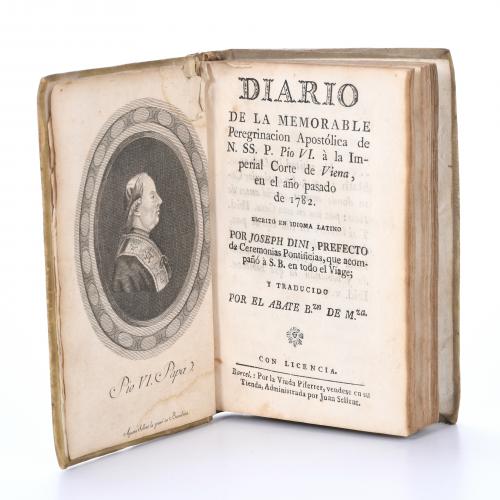 Pio VI. Papa
DIARIO
DE LA MEMORABLE
Peregrinacion Apostólica de
N. SS. P. Pio VI. à la Im-
perial Corte de Viena,
en el año pasado
de 1782.
ESCRITO EN IDIOMA LATINO
POR JOSEPH DINI, PREFECTO
de Ceremonias Pontificias, que acom-
pañó à S. B. en todo el Viage;
Y TRADUCIDO
POR EL ABATE B.zn DE M.za.
CON LICENCIA.
Barcel.: Por la Viuda Piferrer, vendese en su
Tienda, Administrada por Juan Sellent.